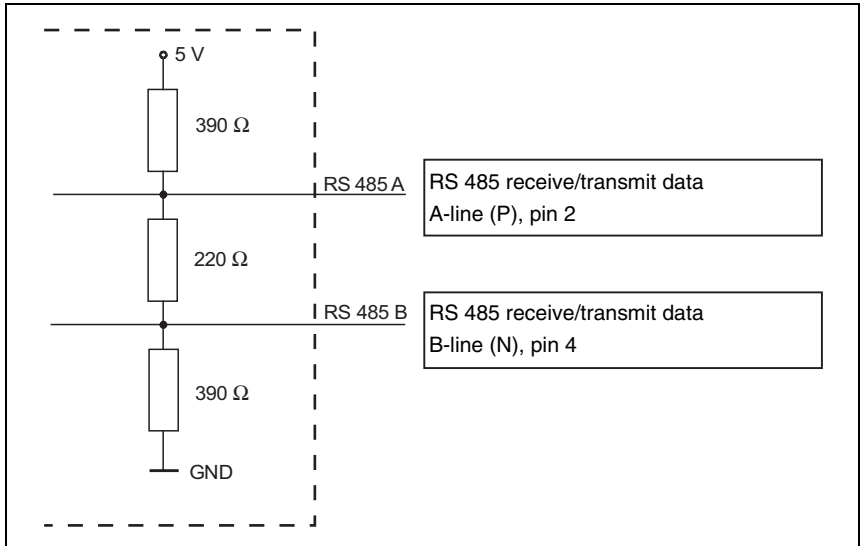 5 V
390 Ω
RS 485 A
RS 485 receive/transmit data
A-line (P), pin 2
220 Ω
RS 485 B
RS 485 receive/transmit data
B-line (N), pin 4
390 Ω
GND